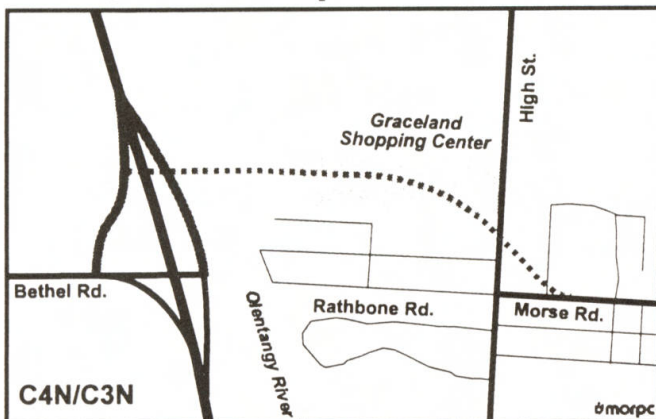 High St.
Graceland
Shopping Center
Bethel Rd.
Olentangy River
Rathbone Rd.
Morse Rd.
C4N/C3N
morpc